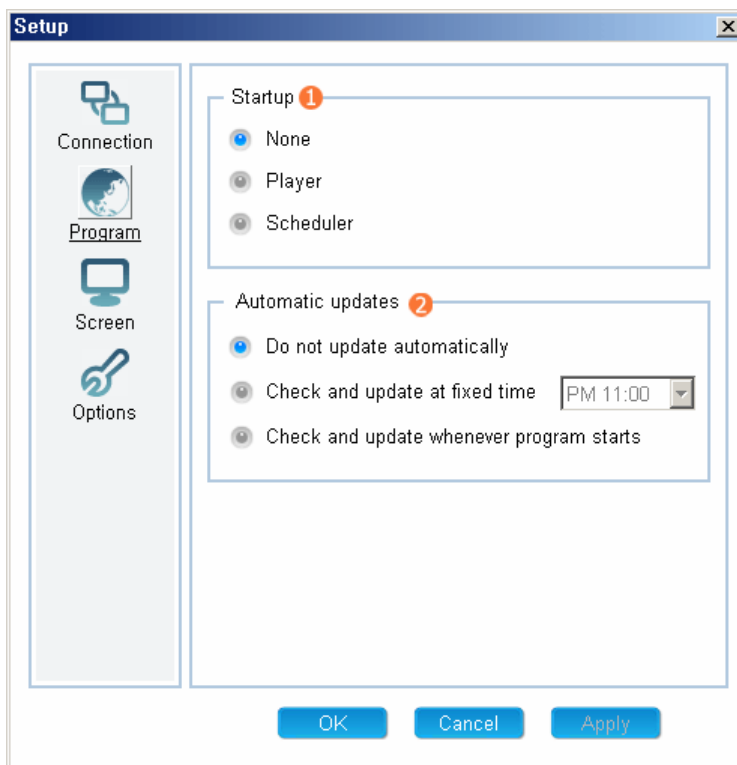 Setup
Connection
Program
Screen
Options
Startup 1
None
Player
Scheduler
Automatic updates 2
Do not update automatically
Check and update at fixed time PM 11:00
Check and update whenever program starts
OK Cancel Apply